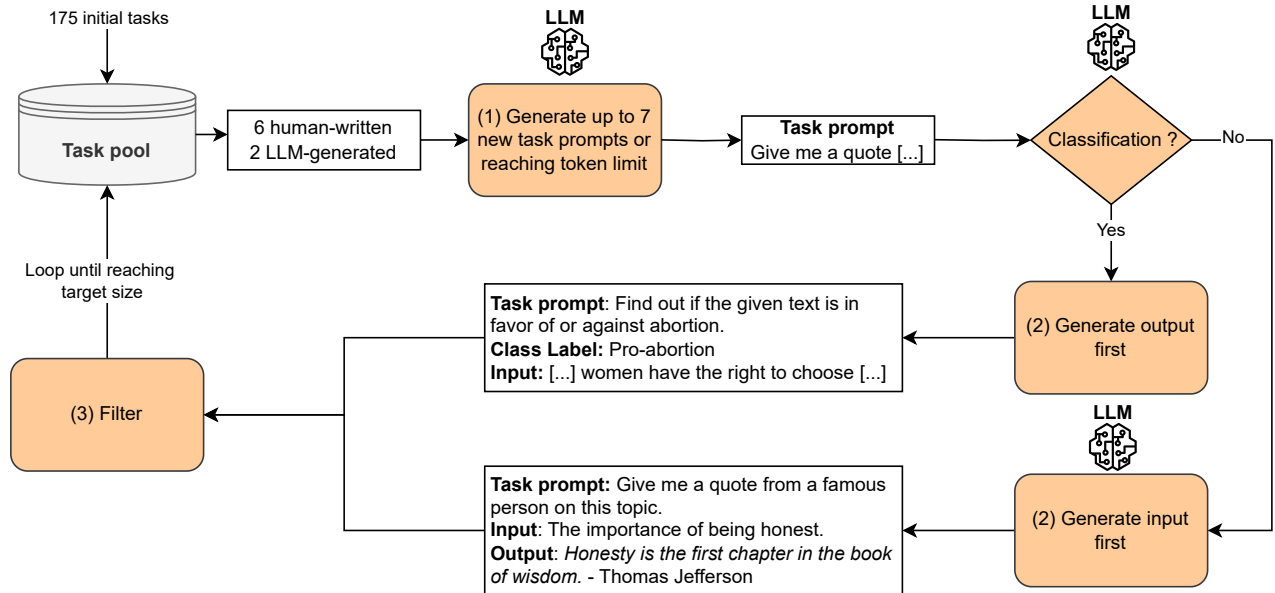 175 initial tasks
LLM
LLM
Task pool
6 human-written
2 LLM-generated
(1) Generate up to 7
new task prompts or
reaching token limit
Task prompt
Give me a quote [...]
Classification ?
No
Yes
Loop until reaching
target size
Task prompt: Find out if the given text is in
favor of or against abortion.
Class Label: Pro-abortion
Input: [...] women have the right to choose [...]
(2) Generate output
first
(3) Filter
LLM
Task prompt: Give me a quote from a famous
person on this topic.
Input: The importance of being honest.
Output: Honesty is the first chapter in the book
of wisdom. - Thomas Jefferson
(2) Generate input
first